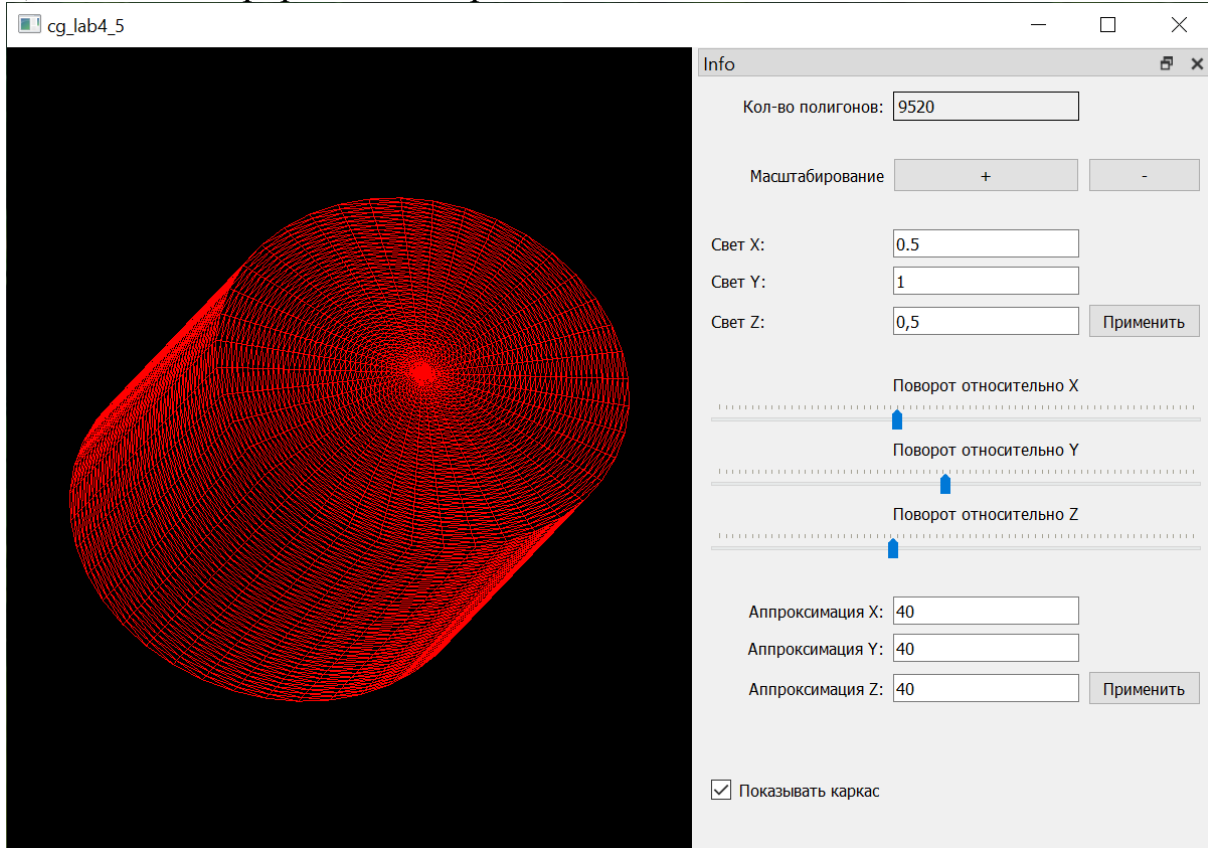 cg_lab4_5
Info
Кол-во полигонов: 9520
Масштабирование + -
Свет X: 0.5
Свет Y: 1
Свет Z: 0,5 Применить
Поворот относительно X
Поворот относительно Y
Поворот относительно Z
Аппроксимация X: 40
Аппроксимация Y: 40
Аппроксимация Z: 40 Применить
Показывать каркас